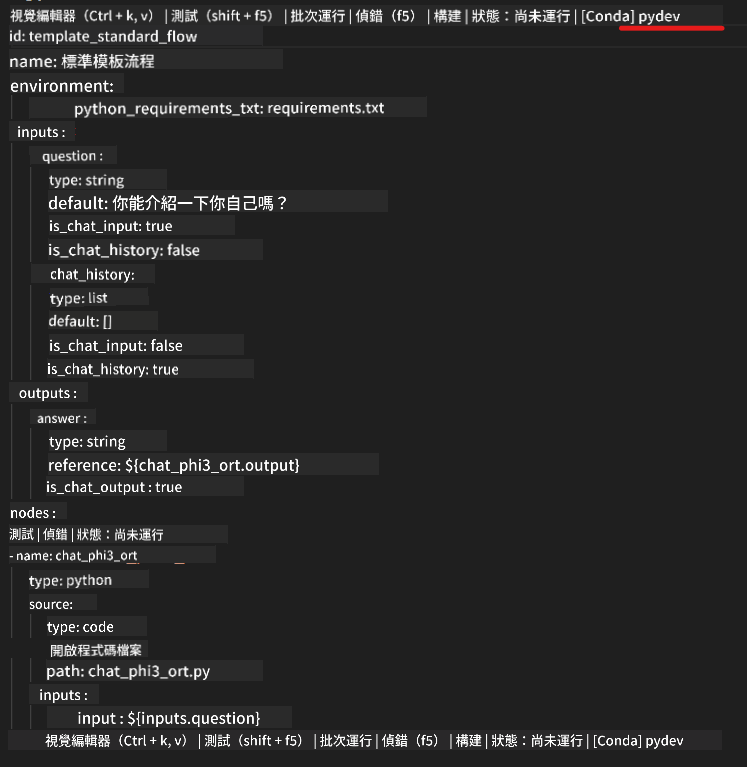 視覺編輯器（Ctrl + k, v） | 測試（shift + f5） | 批次運行 | 偵錯（f5） | 構建 | 狀態：尚未運行 | [Conda] pydev
id: template_standard_flow
name: 標準模板流程
environment:
python_requirements_txt: requirements.txt
inputs :
question :
type: string
default: 你能介紹一下你自己嗎？
is_chat_input: true
is_chat_history: false
chat_history:
type: list
default: []
is_chat_input: false
is_chat_history: true
outputs :
answer :
type: string
reference: ${chat_phi3_ort.output}
is_chat_output : true
nodes :
測試 | 偵錯 | 狀態：尚未運行
- name: chat_phi3_ort
type: python
source:
type: code
開啟程式碼檔案
path: chat_phi3_ort.py
inputs :
input : ${inputs.question}
視覺編輯器（Ctrl + k, v） | 測試（shift + f5） | 批次運行 | 偵錯（f5） | 構建 | 狀態：尚未運行 | [Conda] pydev